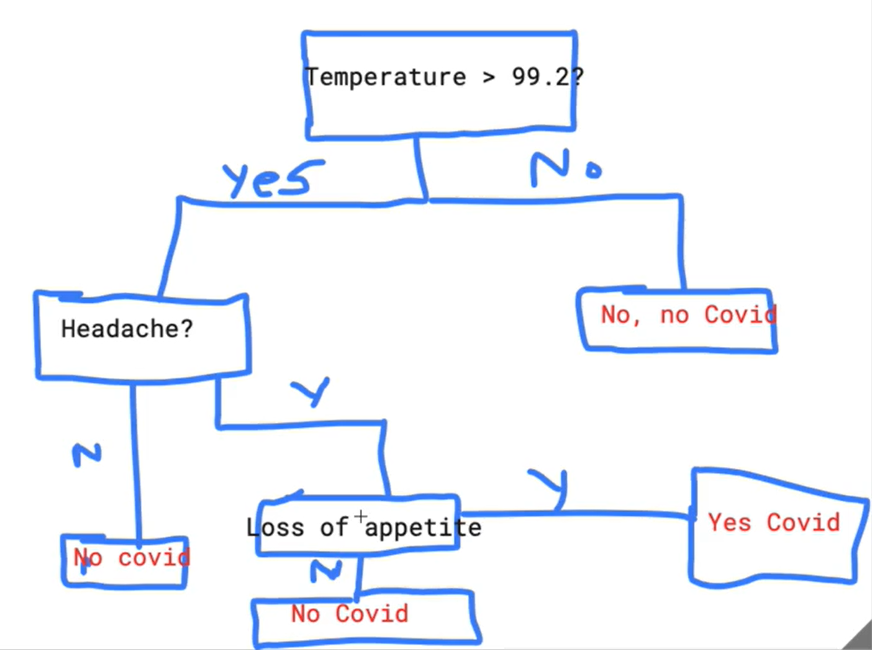 Temperature > 99.2?
Yes
No
Headache?
No, no Covid
Y
N
Y
Loss of appetite
Yes Covid
No covid
N
No Covid